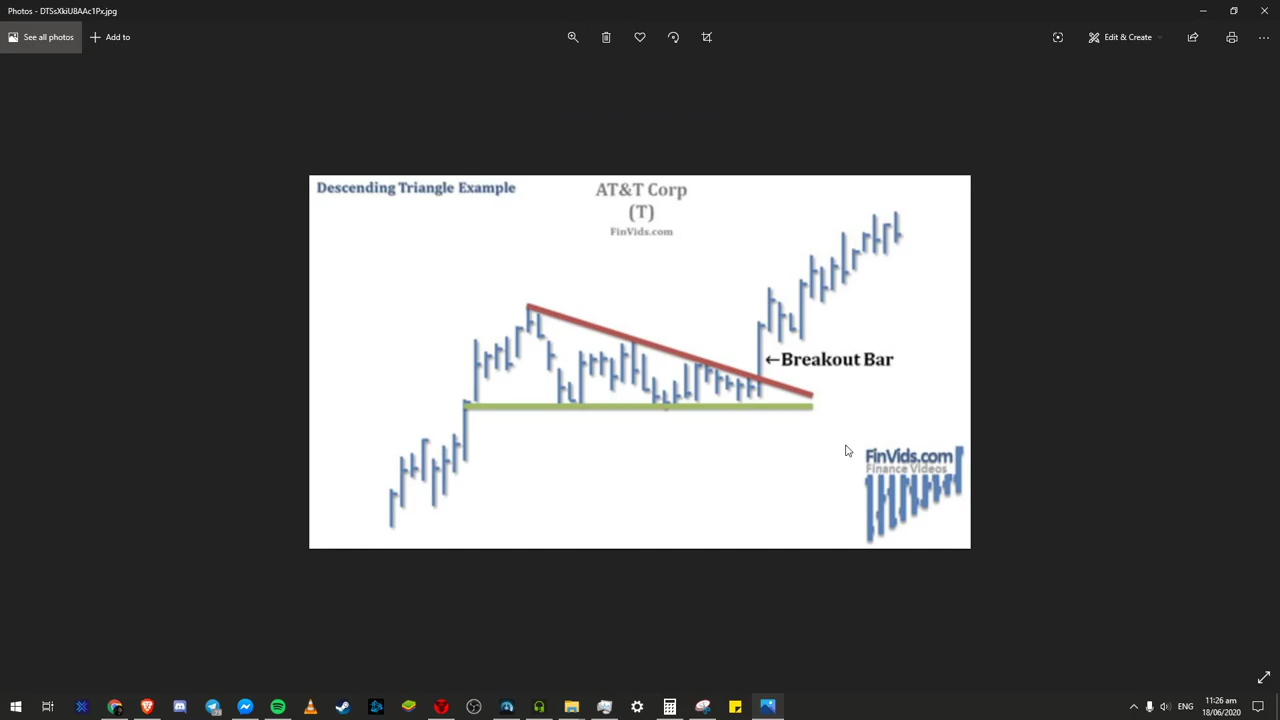 Photos - DTSsXkiU8AAc1Px.jpg
See all photos
Add to
Edit & Create
Descending Triangle Example
AT&T Corp
(T)
FinVids.com
←Breakout Bar
FinVids.com
Finance Videos
ENG
11:26 am
18/06/2020